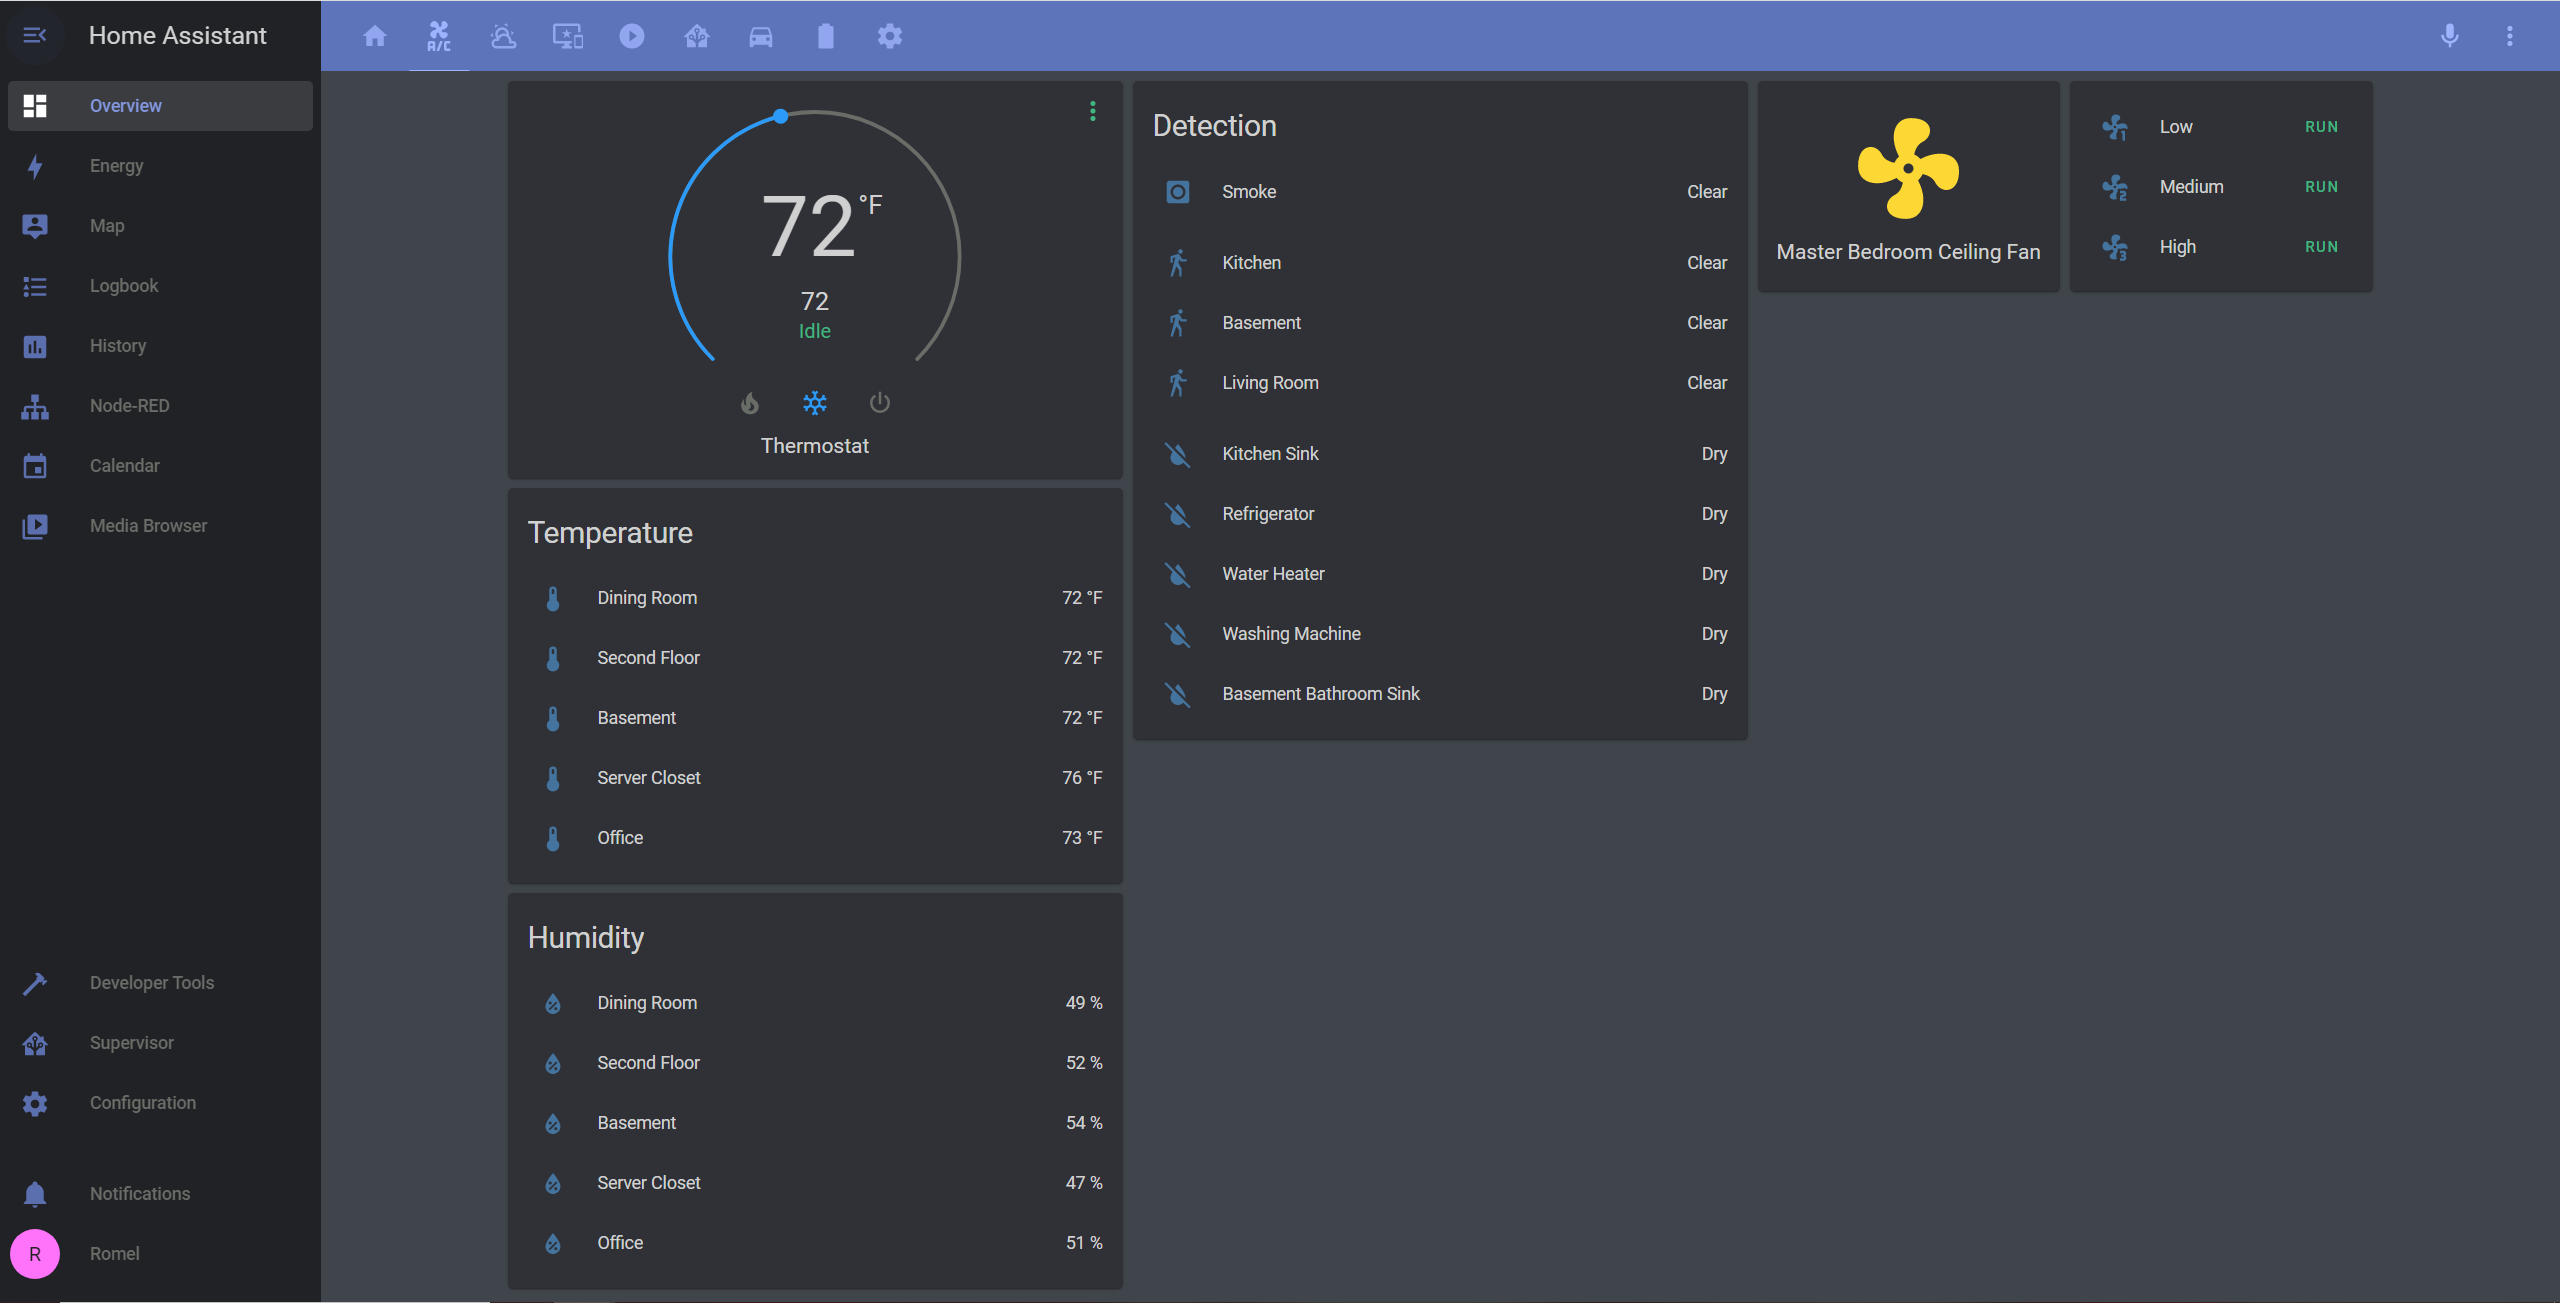 Home Assistant
A/C
Overview
Energy
Map
Logbook
History
Node-RED
Calendar
Media Browser
Developer Tools
Supervisor
Configuration
Notifications
R Romel
72 °F
72
Idle
Thermostat
Temperature
Dining Room 72 °F
Second Floor 72 °F
Basement 72 °F
Server Closet 76 °F
Office 73 °F
Humidity
Dining Room 49 %
Second Floor 52 %
Basement 54 %
Server Closet 47 %
Office 51 %
Detection
Smoke Clear
Kitchen Clear
Basement Clear
Living Room Clear
Kitchen Sink Dry
Refrigerator Dry
Water Heater Dry
Washing Machine Dry
Basement Bathroom Sink Dry
Master Bedroom Ceiling Fan
1 Low RUN
2 Medium RUN
3 High RUN